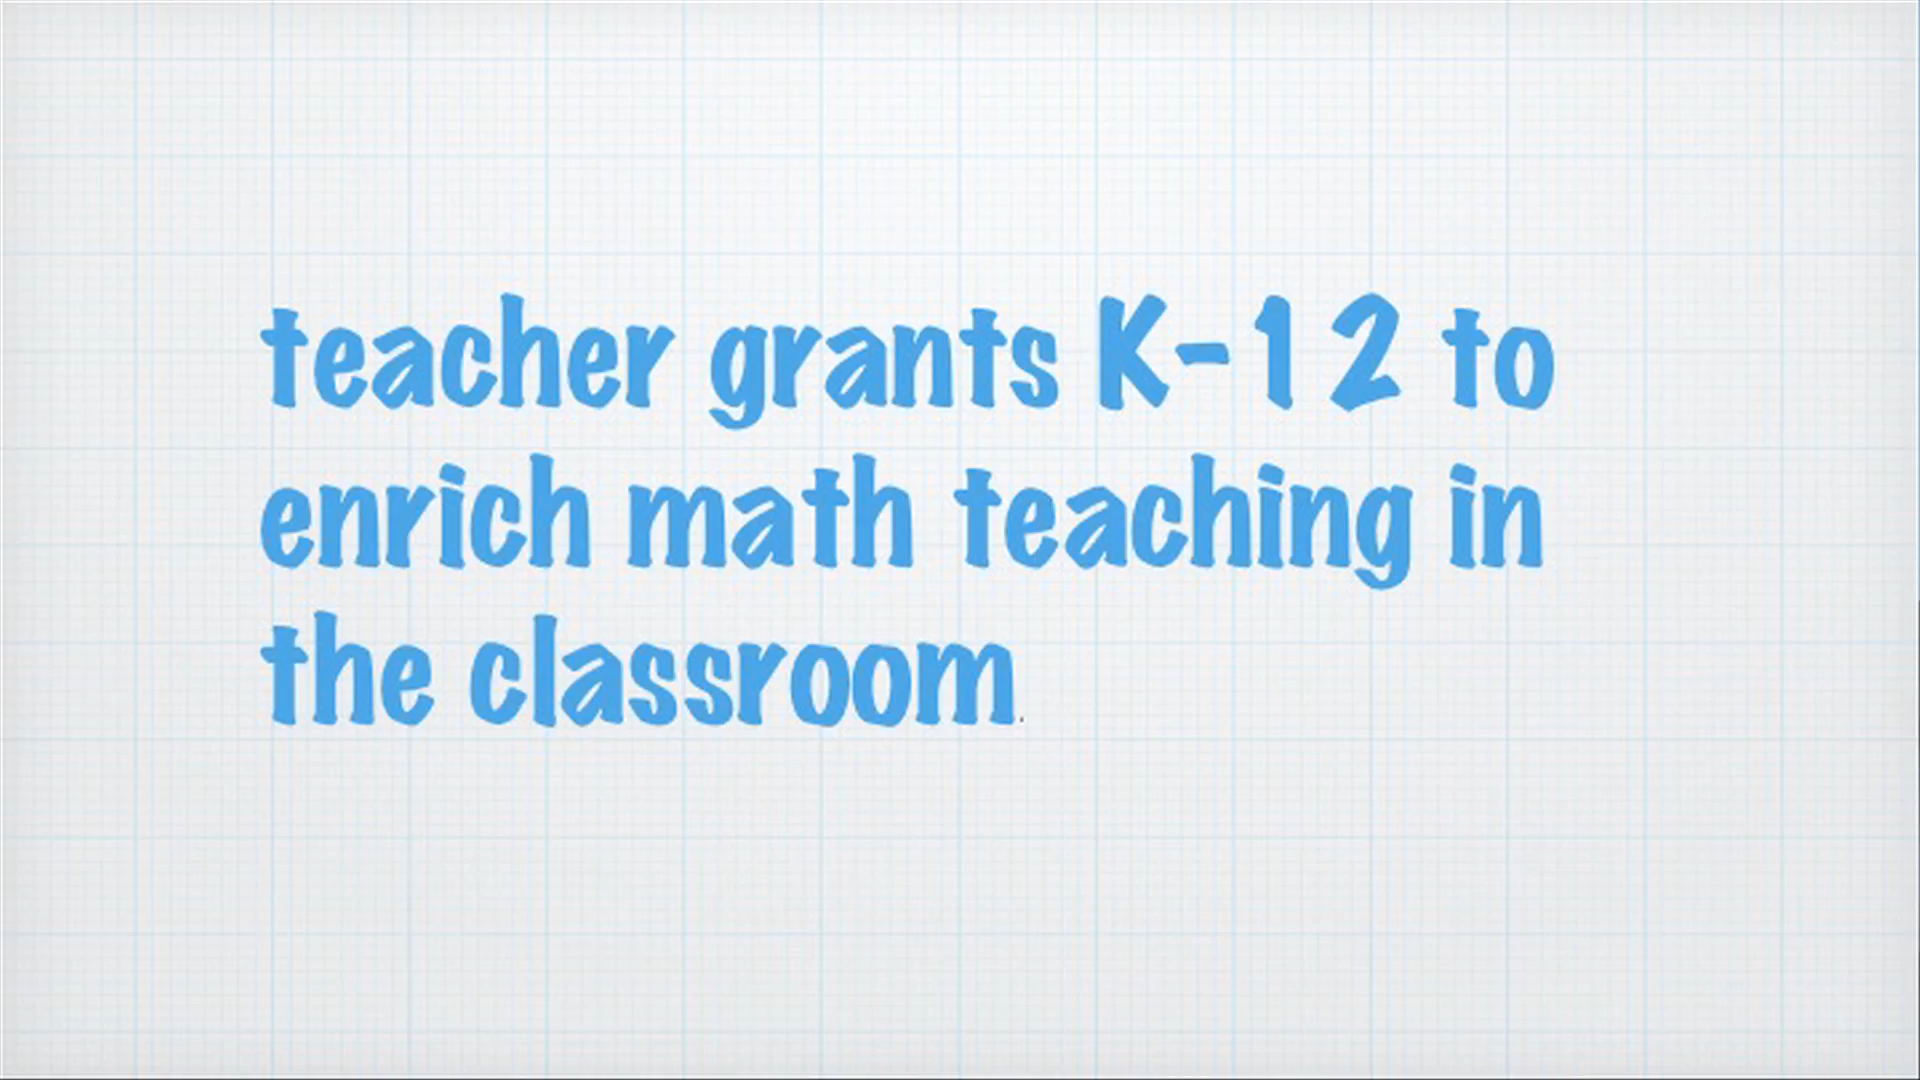 teacher grants K-12 to
enrich math teaching in
the classroom.